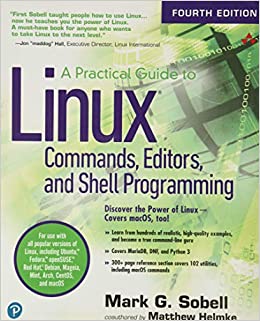 "First Sobell taught people how to use Linux...
now he teaches you the power of Linux.
A must-have book for anyone who wants
to take Linux to the next level."
—Jon "maddog" Hall, Executive Director, Linux International
FOURTH EDITION
A Practical Guide to
Linux®
Commands, Editors,
and Shell Programming
Discover the Power of Linux—
Covers macOS, too!
Learn from hundreds of realistic, high-quality examples,
and become a true command-line guru
Covers MariaDB, DNF, and Python 3
300+ page reference section covers 102 utilities,
including macOS commands
For use with
all popular versions of
Linux, including Ubuntu,®
Fedora,® openSUSE,®
Red Hat,® Debian, Mageia,
Mint, Arch, CentOS,
and macOS
P
Mark G. Sobell
coauthored by Matthew Helmke